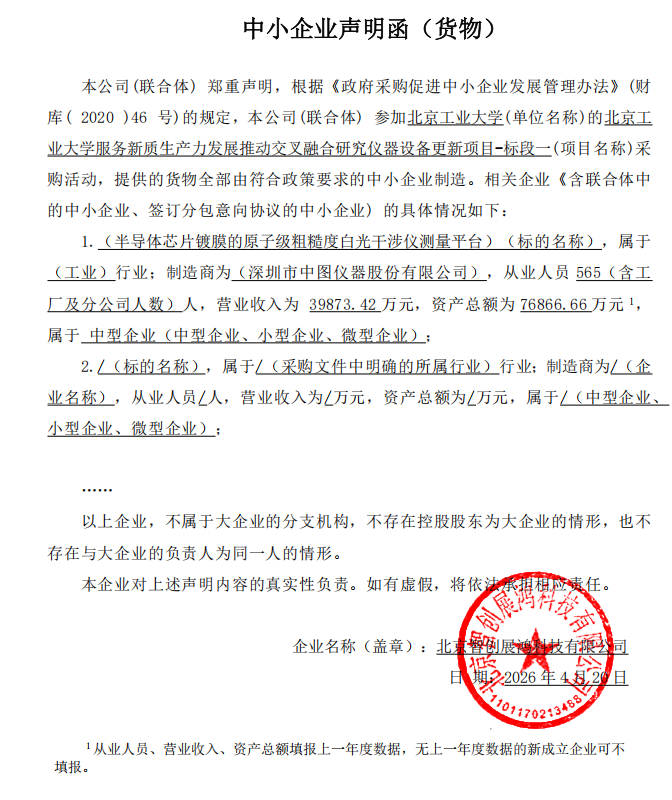 中小企业声明函（货物）
本公司(联合体) 郑重声明，根据《政府采购促进中小企业发展管理办法》(财
库( 2020 )46 号)的规定，本公司(联合体) 参加北京工业大学(单位名称)的北京工
业大学服务新质生产力发展推动交叉融合研究仪器设备更新项目-标段一(项目名称)采
购活动，提供的货物全部由符合政策要求的中小企业制造。相关企业《含联合体中
的中小企业、签订分包意向协议的中小企业) 的具体情况如下：
1.（半导体芯片镀膜的原子级粗糙度白光干涉仪测量平台）（标的名称），属于
（工业）行业；制造商为（深圳市中图仪器股份有限公司），从业人员 565（含工
厂及分公司人数）人，营业收入为 39873.42 万元，资产总额为 76866.66 万元¹，
属于 中型企业（中型企业、小型企业、微型企业）；
2./（标的名称），属于/（采购文件中明确的所属行业）行业；制造商为/（企
业名称），从业人员/人，营业收入为/万元，资产总额为/万元，属于/（中型企业、
小型企业、微型企业）；
……
以上企业，不属于大企业的分支机构，不存在控股股东为大企业的情形，也不
存在与大企业的负责人为同一人的情形。
本企业对上述声明内容的真实性负责。如有虚假，将依法承担相应责任。
企业名称（盖章）：北京智创展鸿科技有限公司
日 期：2026 年 4 月 20 日
北京智创展鸿科技有限公司
1101170213488
¹从业人员、营业收入、资产总额填报上一年度数据，无上一年度数据的新成立企业可不
填报。